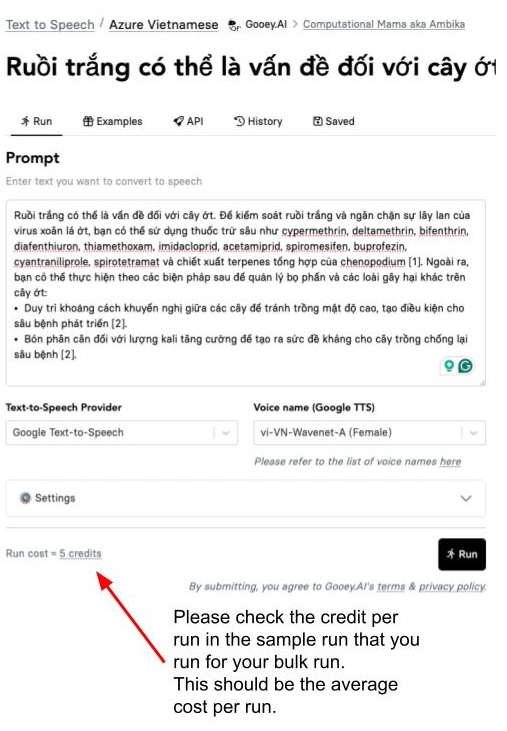 Text to Speech / Azure Vietnamese Gooey.AI > Computational Mama aka Ambika
Ruồi trắng có thể là vấn đề đối với cây ớt
Run Examples API History Saved
Prompt
Enter text you want to convert to speech
Ruồi trắng có thể là vấn đề đối với cây ớt. Để kiểm soát ruồi trắng và ngăn chặn sự lây lan của
virus xoăn lá ớt, bạn có thể sử dụng thuốc trừ sâu như cypermethrin, deltamethrin, bifenthrin,
diafenthiuron, thiamethoxam, imidacloprid, acetamiprid, spiromesifen, buprofezin,
cyantraniliprole, spirotetramat và chiết xuất terpenes tổng hợp của chenopodium [1]. Ngoài ra,
bạn có thể thực hiện theo các biện pháp sau để quản lý bọ phấn và các loài gây hại khác trên
cây ớt:
• Duy trì khoảng cách khuyến nghị giữa các cây để tránh trồng mật độ cao, tạo điều kiện cho
sâu bệnh phát triển [2].
• Bón phân cân đối với lượng kali tăng cường để tạo ra sức đề kháng cho cây trồng chống lại
sâu bệnh [2].
Text-to-Speech Provider Voice name (Google TTS)
Google Text-to-Speech vi-VN-Wavenet-A (Female)
Please refer to the list of voice names here
Settings
Run cost = 5 credits Run
By submitting, you agree to Gooey.AI's terms & privacy policy.
Please check the credit per
run in the sample run that you
run for your bulk run.
This should be the average
cost per run.